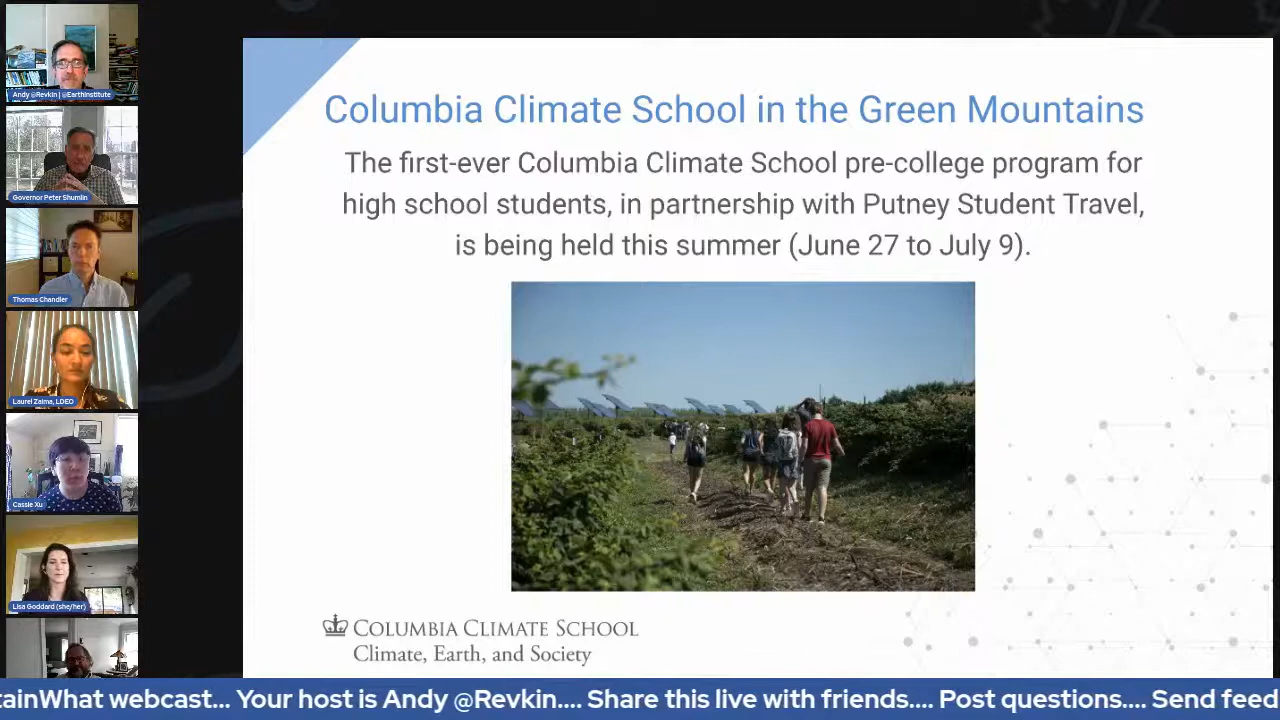 Andy @Revkin | @EarthInstitute
Governor Peter Shumlin
Thomas Chandler
Laurel Zaima, LDEO
Cassie Xu
Lisa Goddard (she/her)
Columbia Climate School in the Green Mountains
The first-ever Columbia Climate School pre-college program for
high school students, in partnership with Putney Student Travel,
is being held this summer (June 27 to July 9).
COLUMBIA CLIMATE SCHOOL
Climate, Earth, and Society
tainWhat webcast... Your host is Andy @Revkin.... Share this live with friends.... Post questions.... Send feed